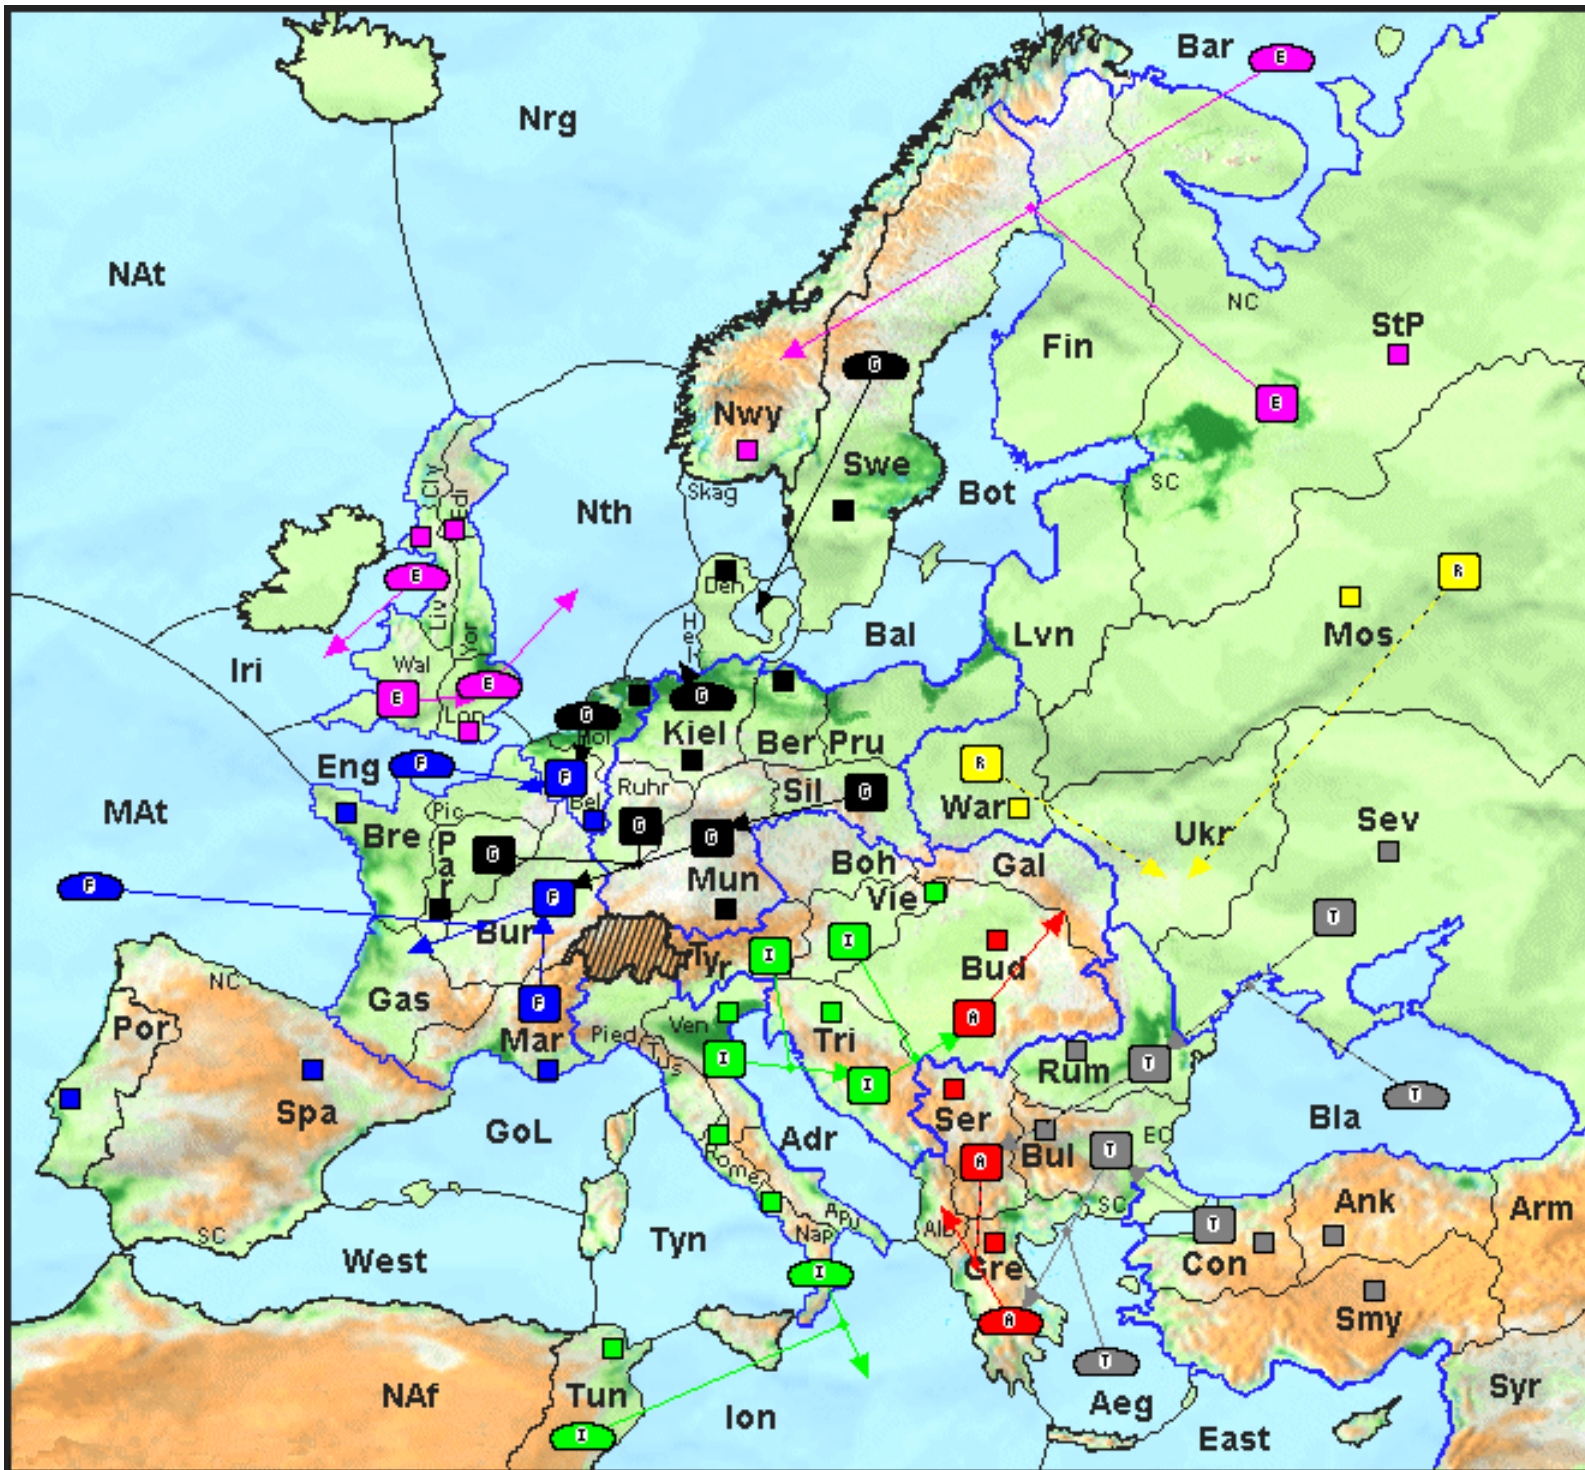 Bar
E
Nrg
NAt
NC
StP
Fin
G
Nwy
E
Swe
SC
Skag
Bot
Nth
Cly
Edi
Den
R
E
Hel
Mos
Liv
Yor
Bal
Lvn
Iri
Wal
E
E
G
G
Lon
Hol
Kiel
Ber
Pru
Eng
F
F
R
Ruhr
Sil
G
War
MAt
Pic
Bel
Bre
Par
G
G
G
Ukr
Sev
Boh
Gal
F
F
Mun
Vie
T
Bur
I
I
Bud
Tyr
NC
Gas
F
A
Por
Mar
Pied
Ven
Tri
Tus
I
I
Rum
T
T
Spa
GoL
Ser
Bla
Adr
A
Bul
T
EC
Rome
Ank
SC
Apu
Nap
Alb
SC
T
Arm
West
Tyn
Gre
Con
I
A
Smy
T
NAf
Tun
Ion
Aeg
Syr
I
East